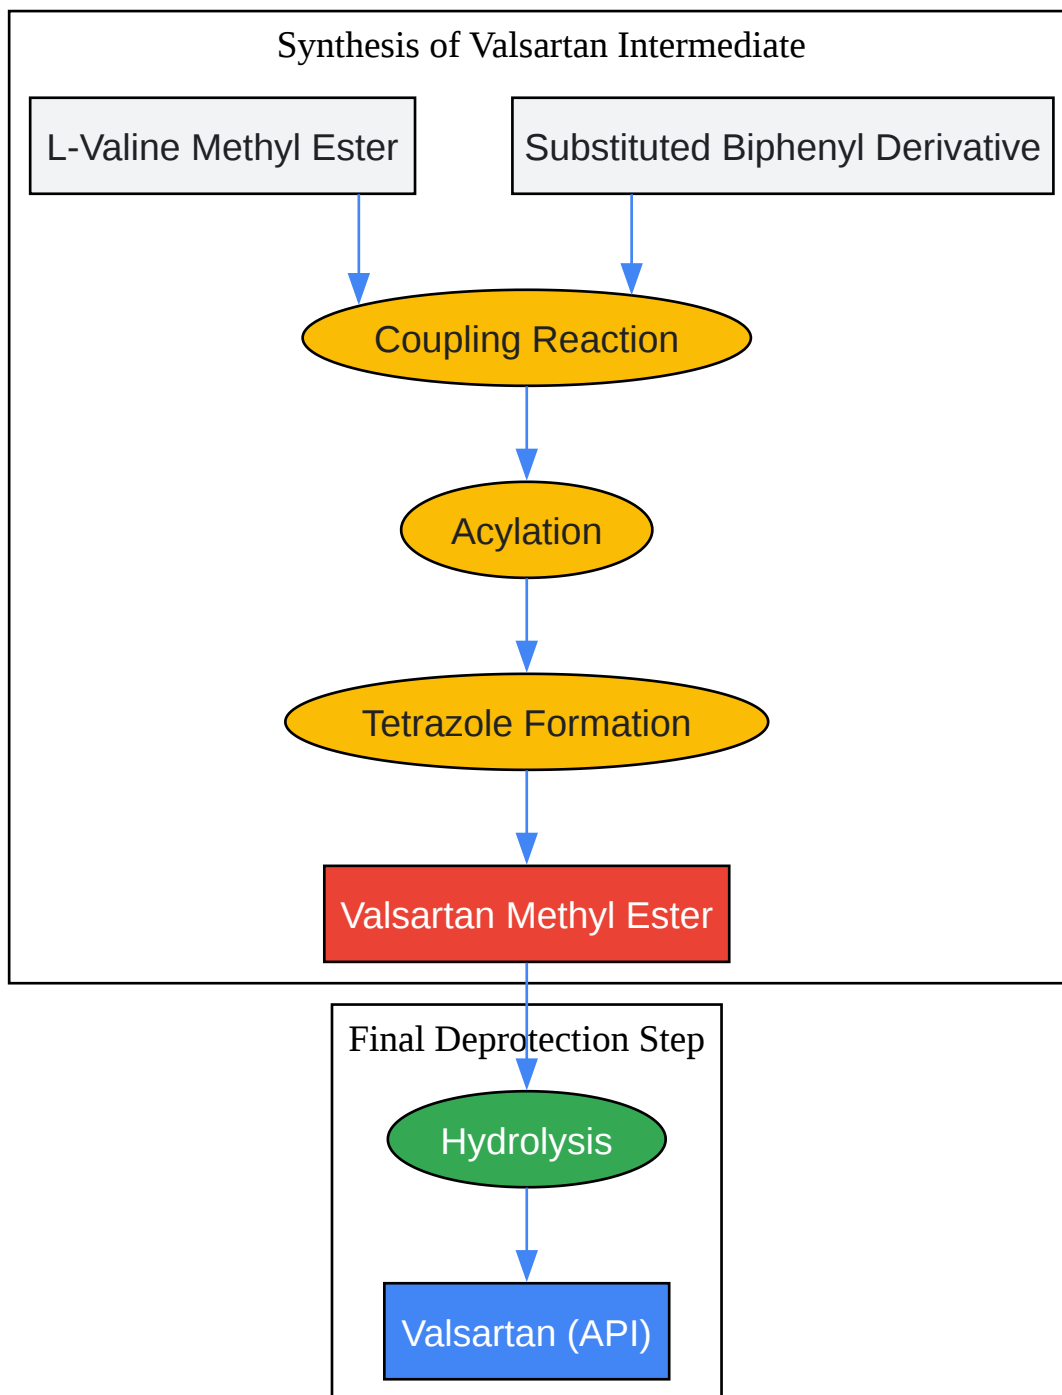 Synthesis of Valsartan Intermediate
L-Valine Methyl Ester
Substituted Biphenyl Derivative
Coupling Reaction
Acylation
Tetrazole Formation
Valsartan Methyl Ester
Final Deprotection Step
Hydrolysis
Valsartan (API)